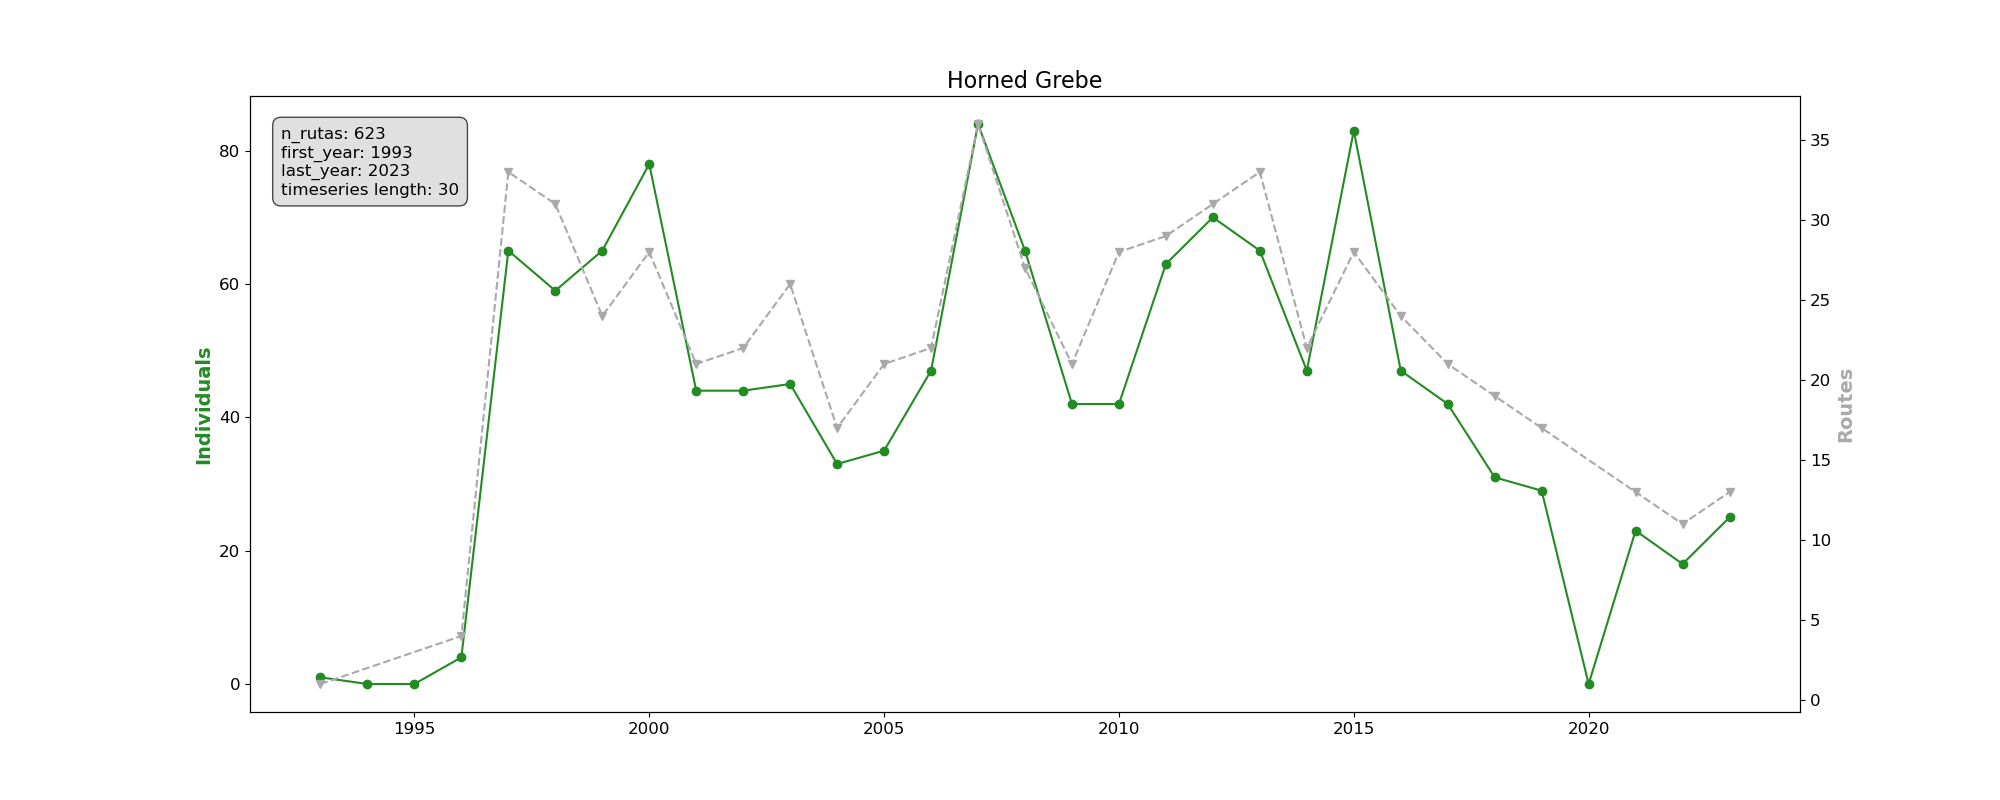 Horned Grebe
n_rutas: 623
first_year: 1993
last_year: 2023
timeseries length: 30
80
60
40
20
0
Individuals
35
30
25
20
15
10
5
0
Routes
1995
2000
2005
2010
2015
2020